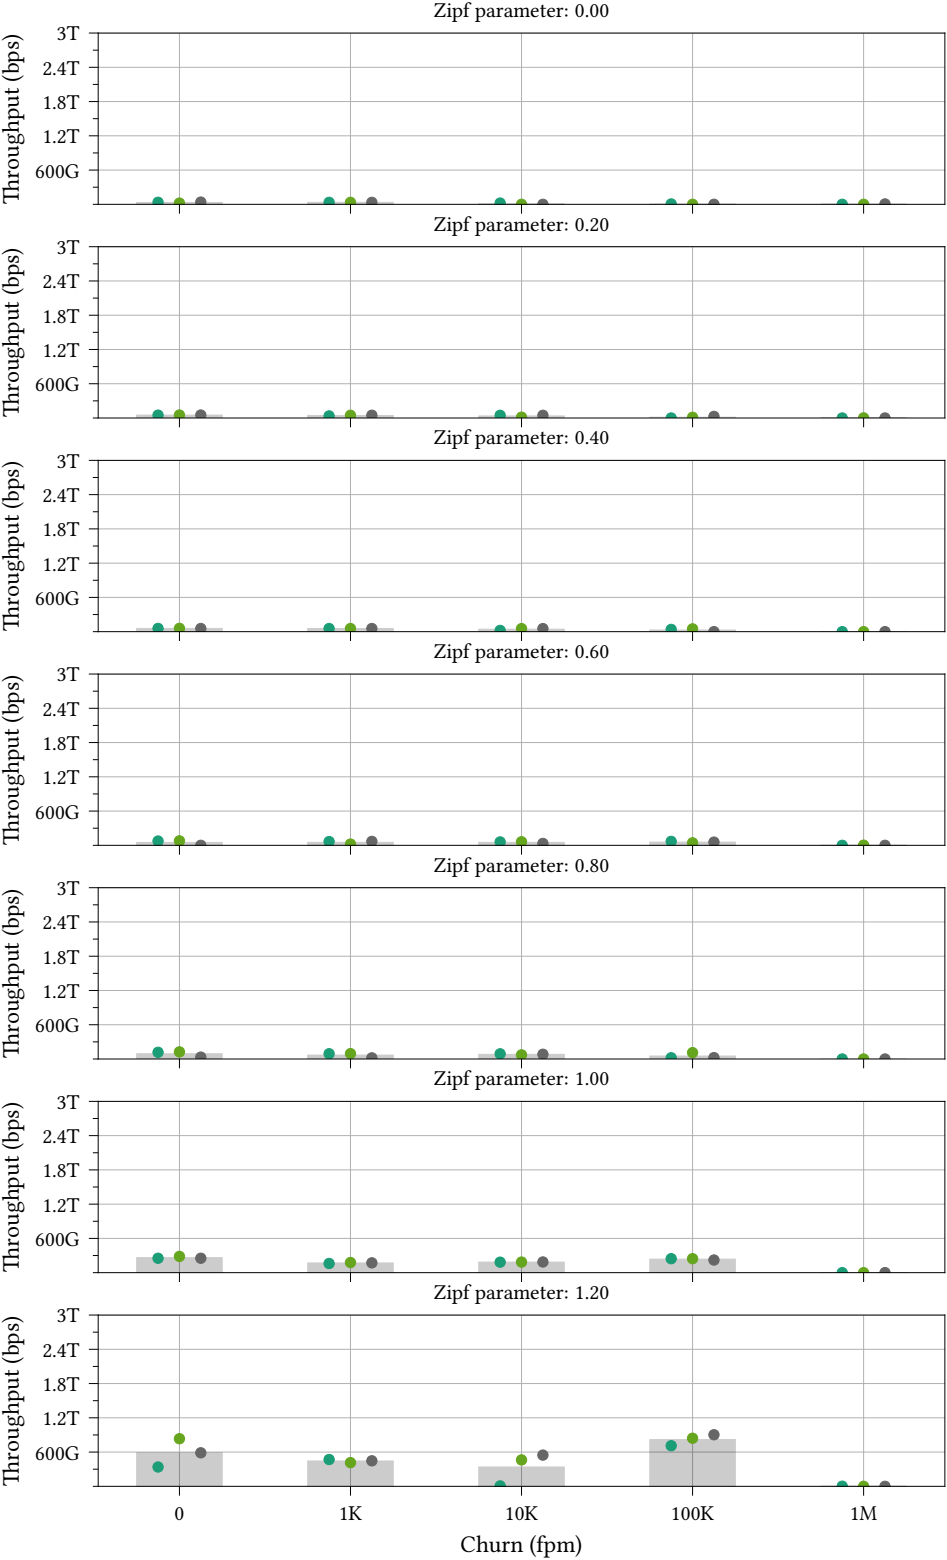 Zipf parameter: 0.00
Throughput (bps)
3T
2.4T
1.8T
1.2T
600G
Zipf parameter: 0.20
Throughput (bps)
3T
2.4T
1.8T
1.2T
600G
Zipf parameter: 0.40
Throughput (bps)
3T
2.4T
1.8T
1.2T
600G
Zipf parameter: 0.60
Throughput (bps)
3T
2.4T
1.8T
1.2T
600G
Zipf parameter: 0.80
Throughput (bps)
3T
2.4T
1.8T
1.2T
600G
Zipf parameter: 1.00
Throughput (bps)
3T
2.4T
1.8T
1.2T
600G
Zipf parameter: 1.20
Throughput (bps)
3T
2.4T
1.8T
1.2T
600G
0 1K 10K 100K 1M
Churn (fpm)